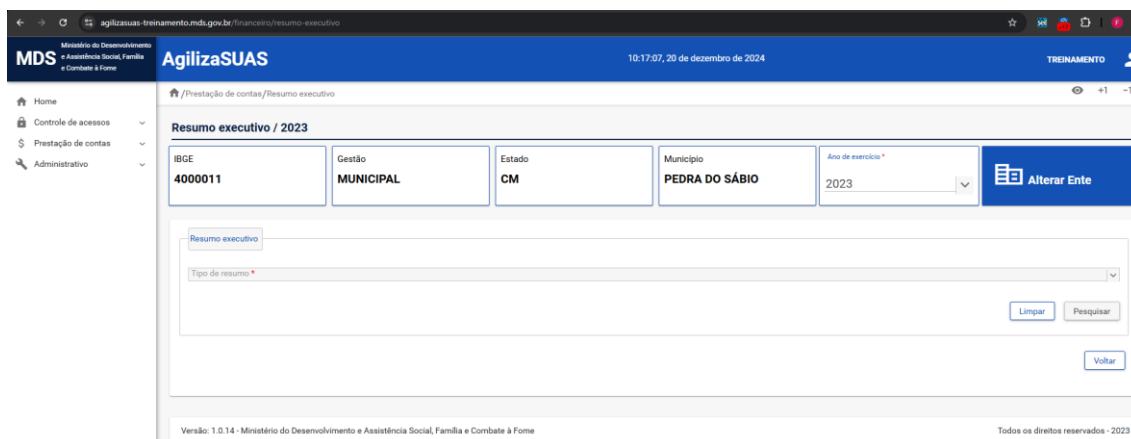 agilizasuas-treinamento.mds.gov.br/financeiro/resumo-executivo
MDS
Ministério do Desenvolvimento
e Assistência Social, Família
e Combate à Fome
AgilizaSUAS
10:17:07, 20 de dezembro de 2024
TREINAMENTO
/Prestação de contas/Resumo executivo
+1
Home
Controle de acessos
Prestação de contas
Administrativo
Resumo executivo / 2023
IBGE
4000011
Gestão
MUNICIPAL
Estado
CM
Município
PEDRA DO SÁBIO
Ano de exercício *
2023
Alterar Ente
Resumo executivo
Tipo de resumo *
Limpar
Pesquisar
Voltar
Versão: 1.0.14 - Ministério do Desenvolvimento e Assistência Social, Família e Combate à Fome
Todos os direitos reservados - 2023